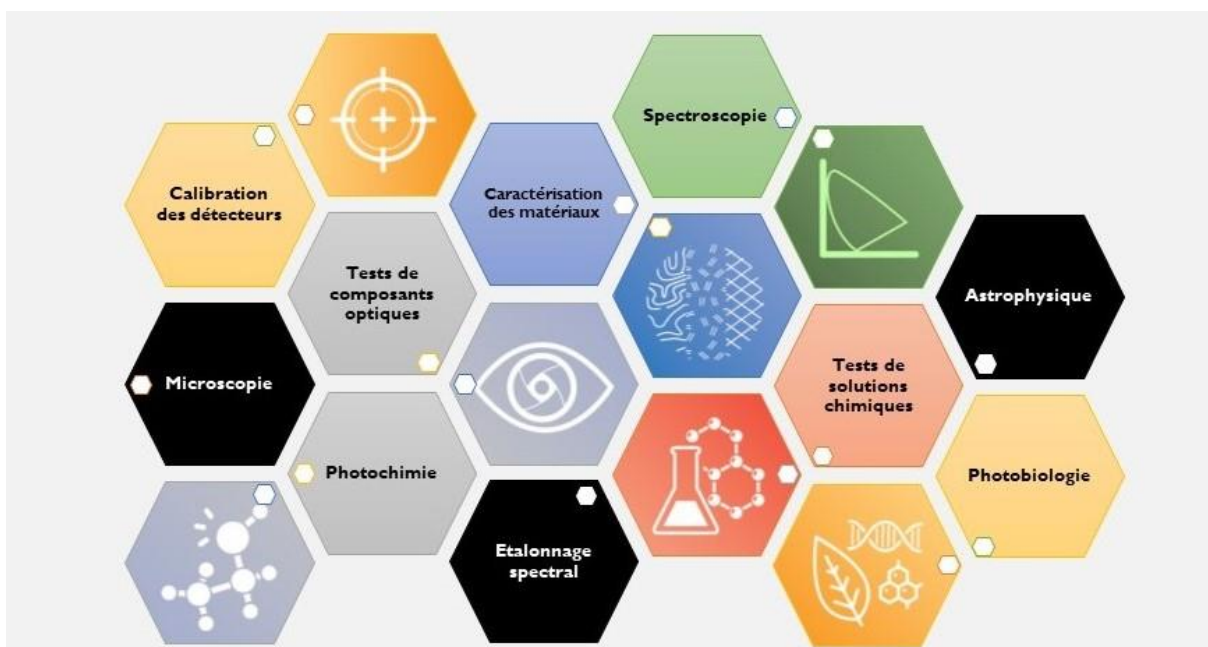 Spectroscopie
Calibration
des détecteurs
Caractérisation
des matériaux
Tests de
composants
optiques
Astrophysique
Microscopie
Tests de
solutions
chimiques
Photochimie
Photobiologie
Etalonnage
spectral